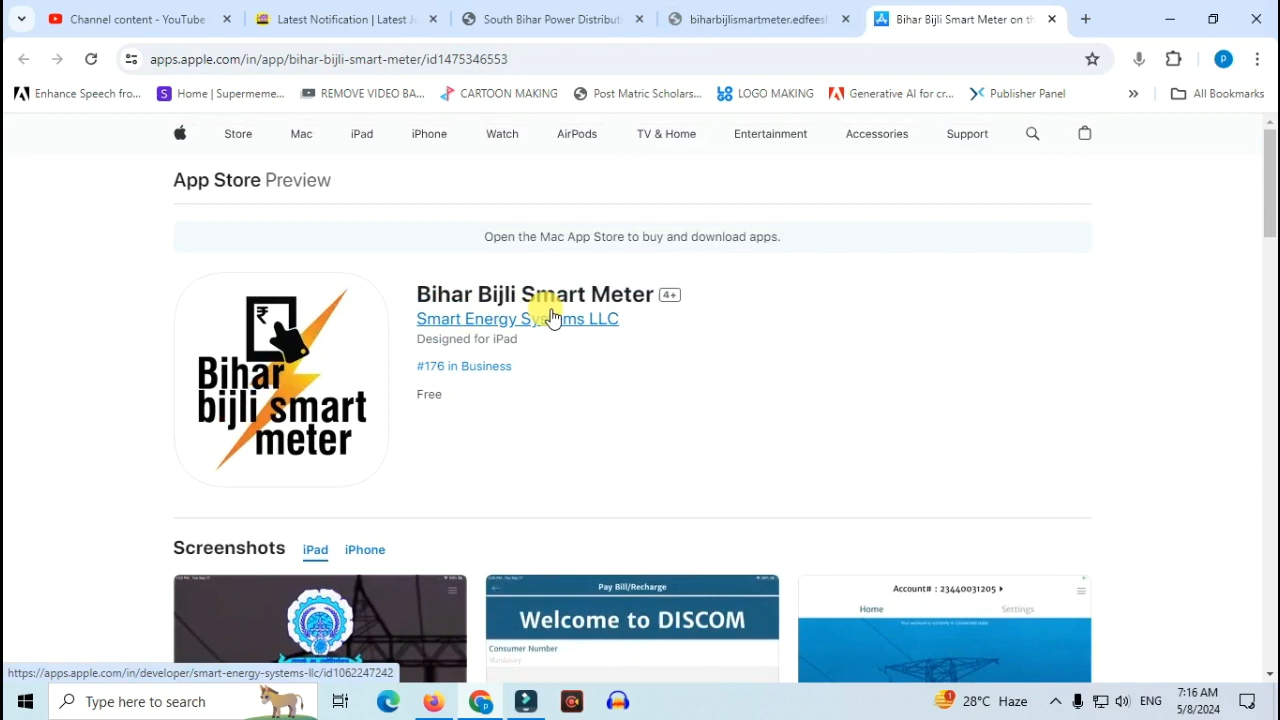 Channel content - YouTube
Latest Notification | Latest J
South Bihar Power Distribut
biharbijlismartmeter.edfeesl
Bihar Bijli Smart Meter on th
apps.apple.com/in/app/bihar-bijli-smart-meter/id1475346553
P
Enhance Speech fro...
Home | Supermeme...
REMOVE VIDEO BA...
CARTOON MAKING
Post Matric Scholars...
LOGO MAKING
Generative AI for cr...
Publisher Panel
All Bookmarks
Store Mac iPad iPhone Watch AirPods TV & Home Entertainment Accessories Support
App Store Preview
Open the Mac App Store to buy and download apps.
₹
Bihar
bijli smart
meter
Bihar Bijli Smart Meter 4+
Smart Energy Systems LLC
Designed for iPad
#176 in Business
Free
Screenshots iPad iPhone
Pay Bill/Recharge
Welcome to DISCOM
Consumer Number
Account# : 23440031205
Home Settings
https://apps.apple.com/in/developer/smart-energy-systems-llc/id1062247242
Type here to search
1
28°C Haze
ENG
7:16 AM
5/8/2024